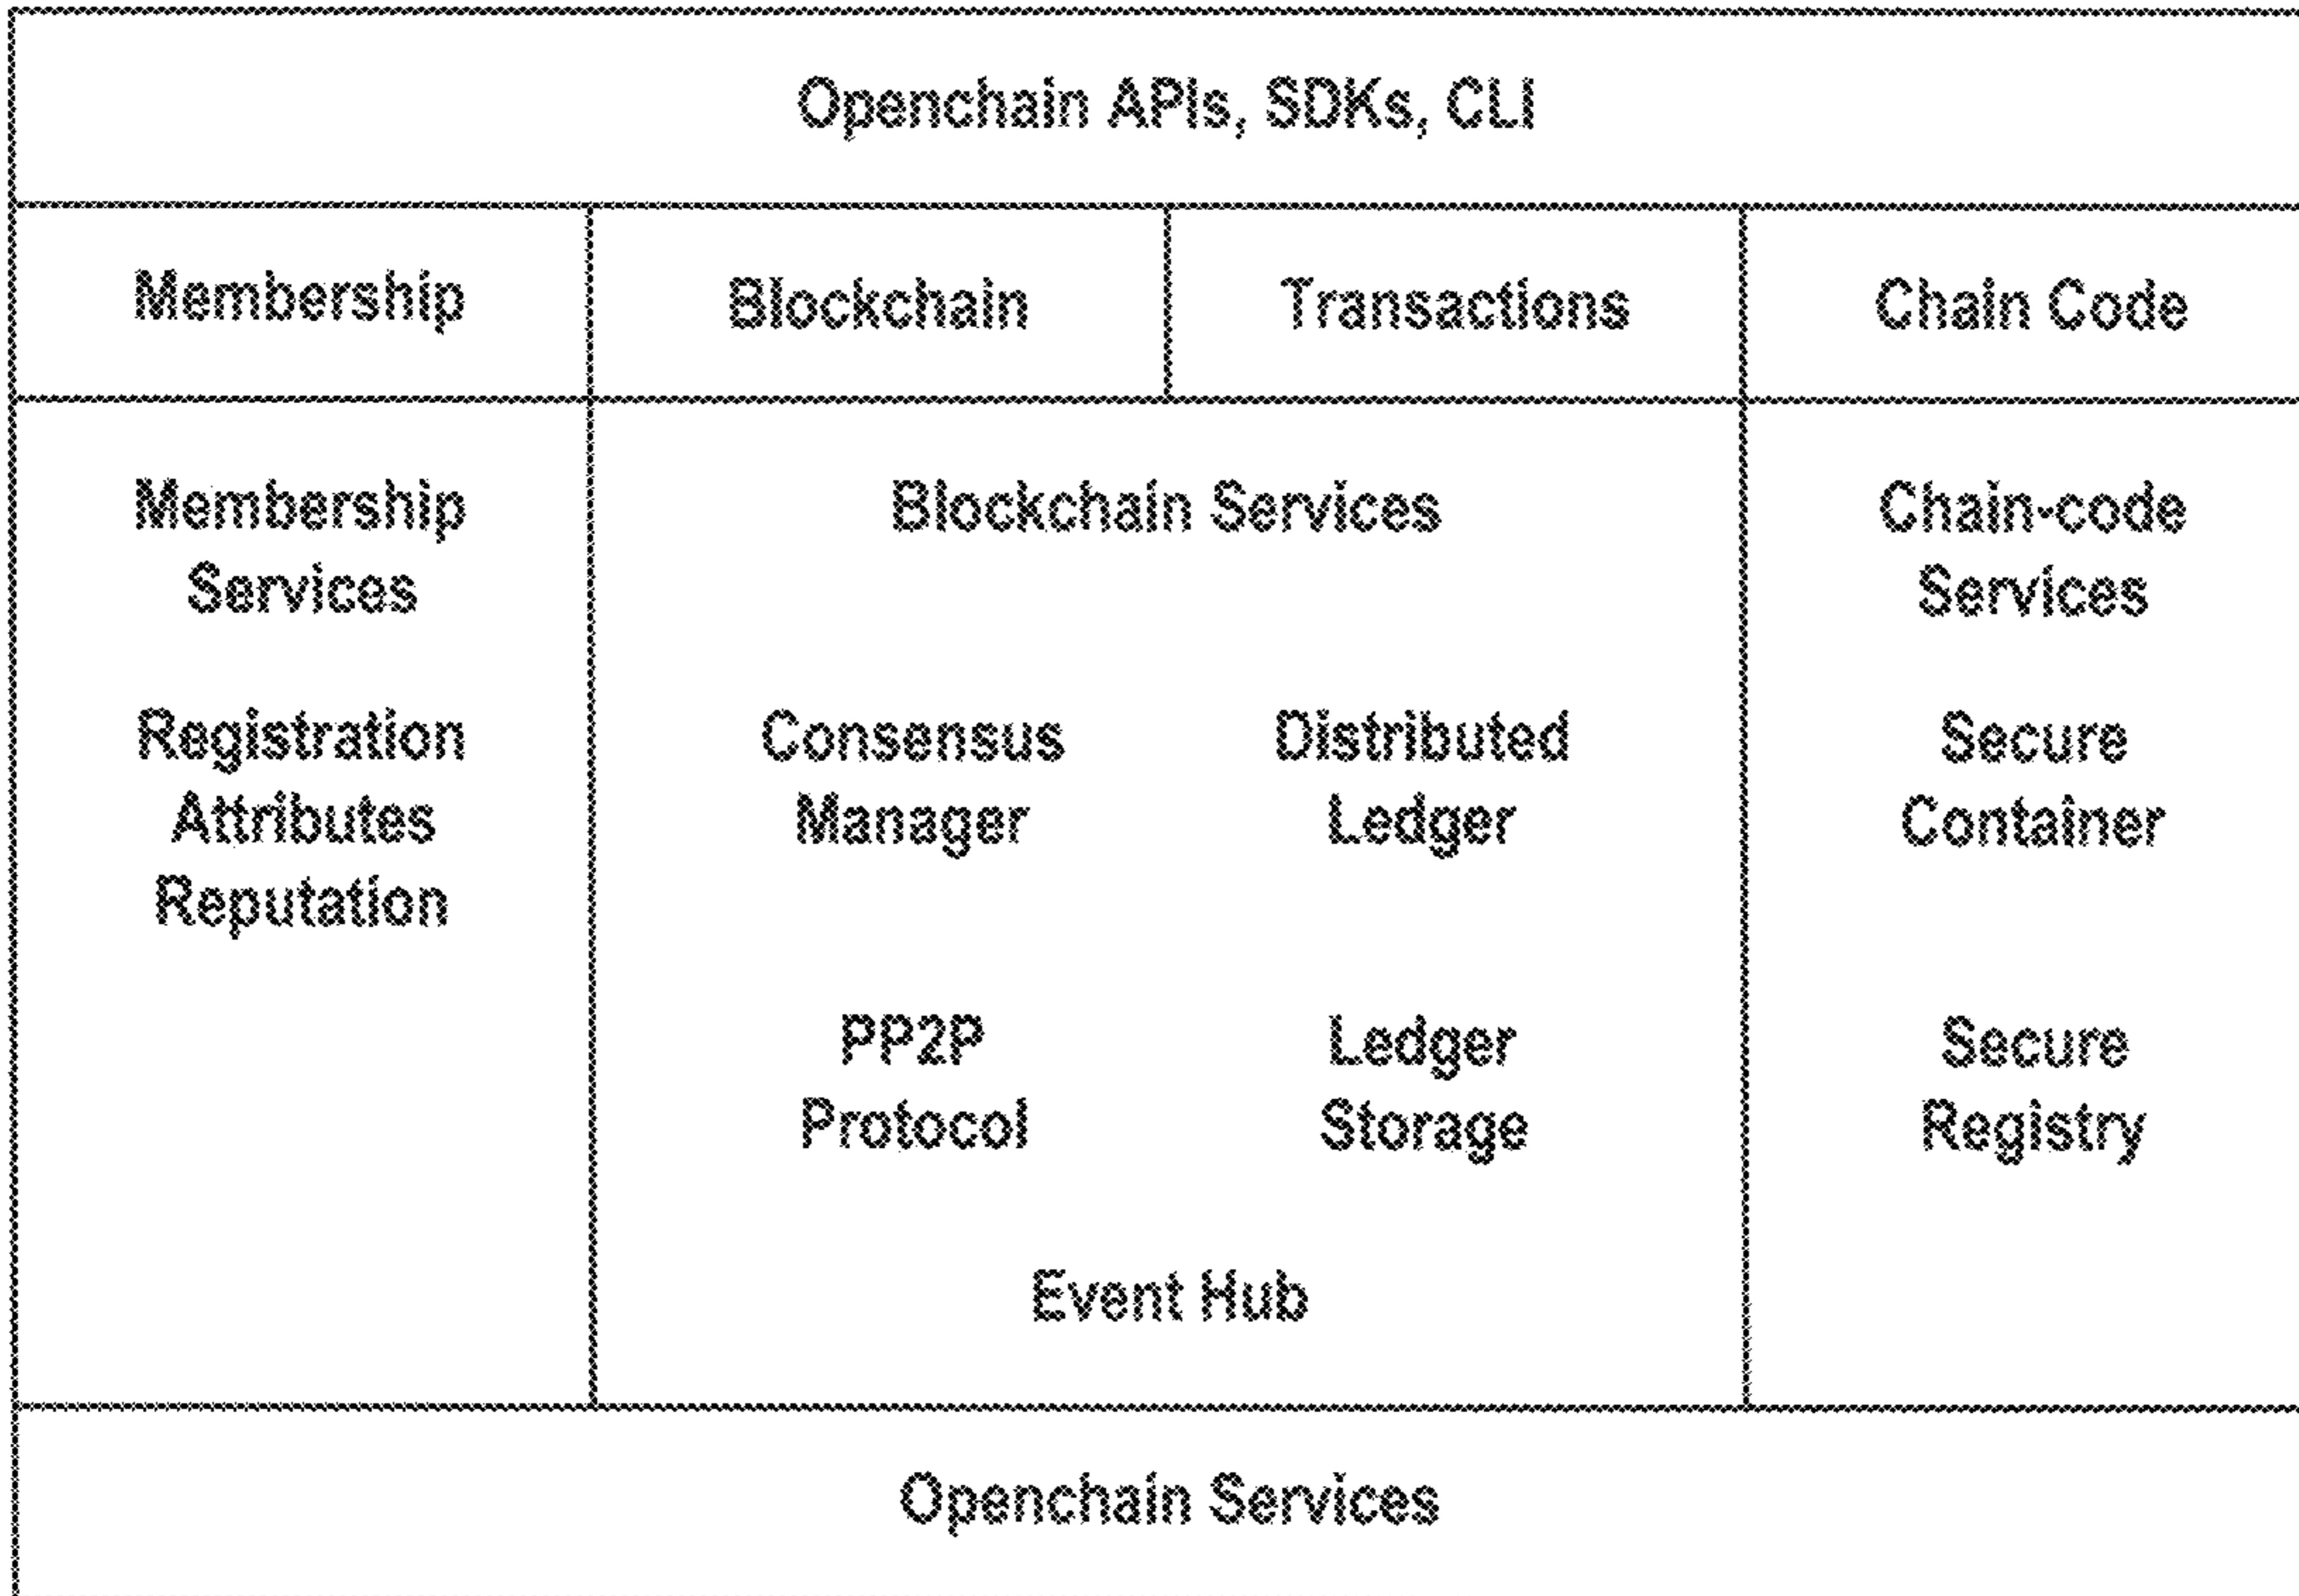 Openchain APIs, SDKs, CLI
Membership
Blockchain
Transactions
Chain Code
Membership
Services
Registration
Attributes
Reputation
Blockchain Services
Consensus
Manager
Distributed
Ledger
PP2P
Protocol
Ledger
Storage
Event Hub
Chain-code
Services
Secure
Container
Secure
Registry
Openchain Services